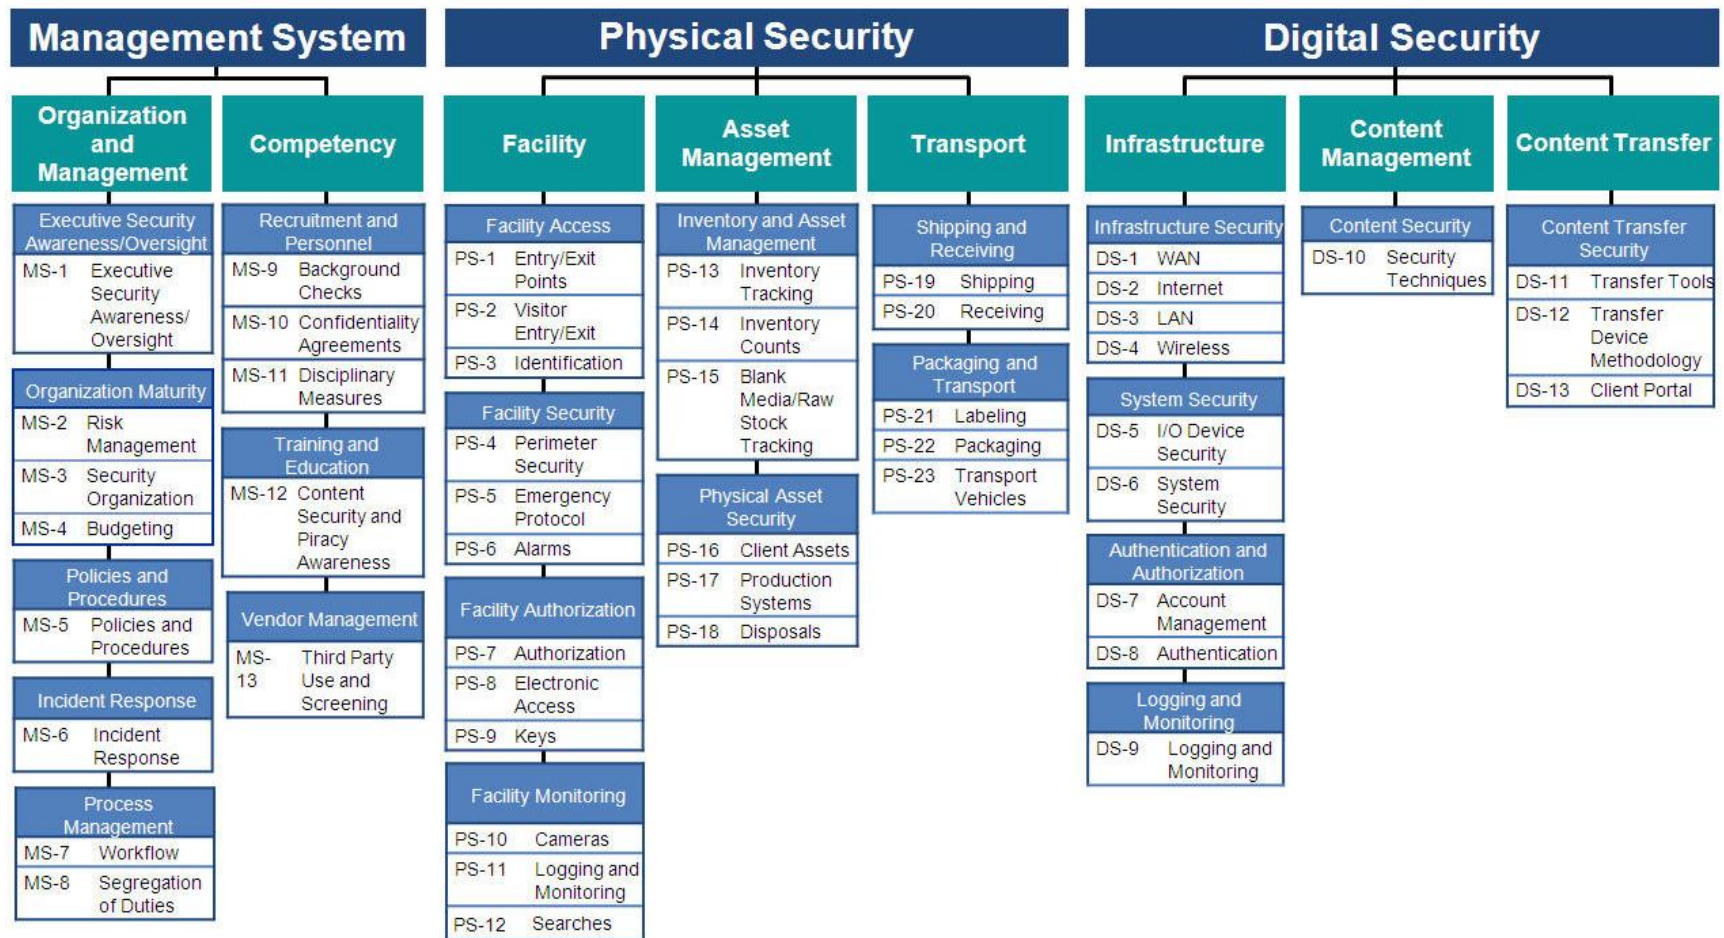 Management System
Organization
and
Management
Executive Security
Awareness/Oversight
MS-1 Executive
Security
Awareness/
Oversight
Organization Maturity
MS-2 Risk
Management
MS-3 Security
Organization
MS-4 Budgeting
Policies and
Procedures
MS-5 Policies and
Procedures
Incident Response
MS-6 Incident
Response
Process
Management
MS-7 Workflow
MS-8 Segregation
of Duties
Competency
Recruitment and
Personnel
MS-9 Background
Checks
MS-10 Confidentiality
Agreements
MS-11 Disciplinary
Measures
Training and
Education
MS-12 Content
Security and
Piracy
Awareness
Vendor Management
MS- Third Party
13 Use and
Screening
Physical Security
Facility
Facility Access
PS-1 Entry/Exit
Points
PS-2 Visitor
Entry/Exit
PS-3 Identification
Facility Security
PS-4 Perimeter
Security
PS-5 Emergency
Protocol
PS-6 Alarms
Facility Authorization
PS-7 Authorization
PS-8 Electronic
Access
PS-9 Keys
Facility Monitoring
PS-10 Cameras
PS-11 Logging and
Monitoring
PS-12 Searches
Asset
Management
Inventory and Asset
Management
PS-13 Inventory
Tracking
PS-14 Inventory
Counts
PS-15 Blank
Media/Raw
Stock
Tracking
Physical Asset
Security
PS-16 Client Assets
PS-17 Production
Systems
PS-18 Disposals
Transport
Shipping and
Receiving
PS-19 Shipping
PS-20 Receiving
Packaging and
Transport
PS-21 Labeling
PS-22 Packaging
PS-23 Transport
Vehicles
Digital Security
Infrastructure
Infrastructure Security
DS-1 WAN
DS-2 Internet
DS-3 LAN
DS-4 Wireless
System Security
DS-5 I/O Device
Security
DS-6 System
Security
Authentication and
Authorization
DS-7 Account
Management
DS-8 Authentication
Logging and
Monitoring
DS-9 Logging and
Monitoring
Content
Management
Content Security
DS-10 Security
Techniques
Content Transfer
Content Transfer
Security
DS-11 Transfer Tools
DS-12 Transfer
Device
Methodology
DS-13 Client Portal